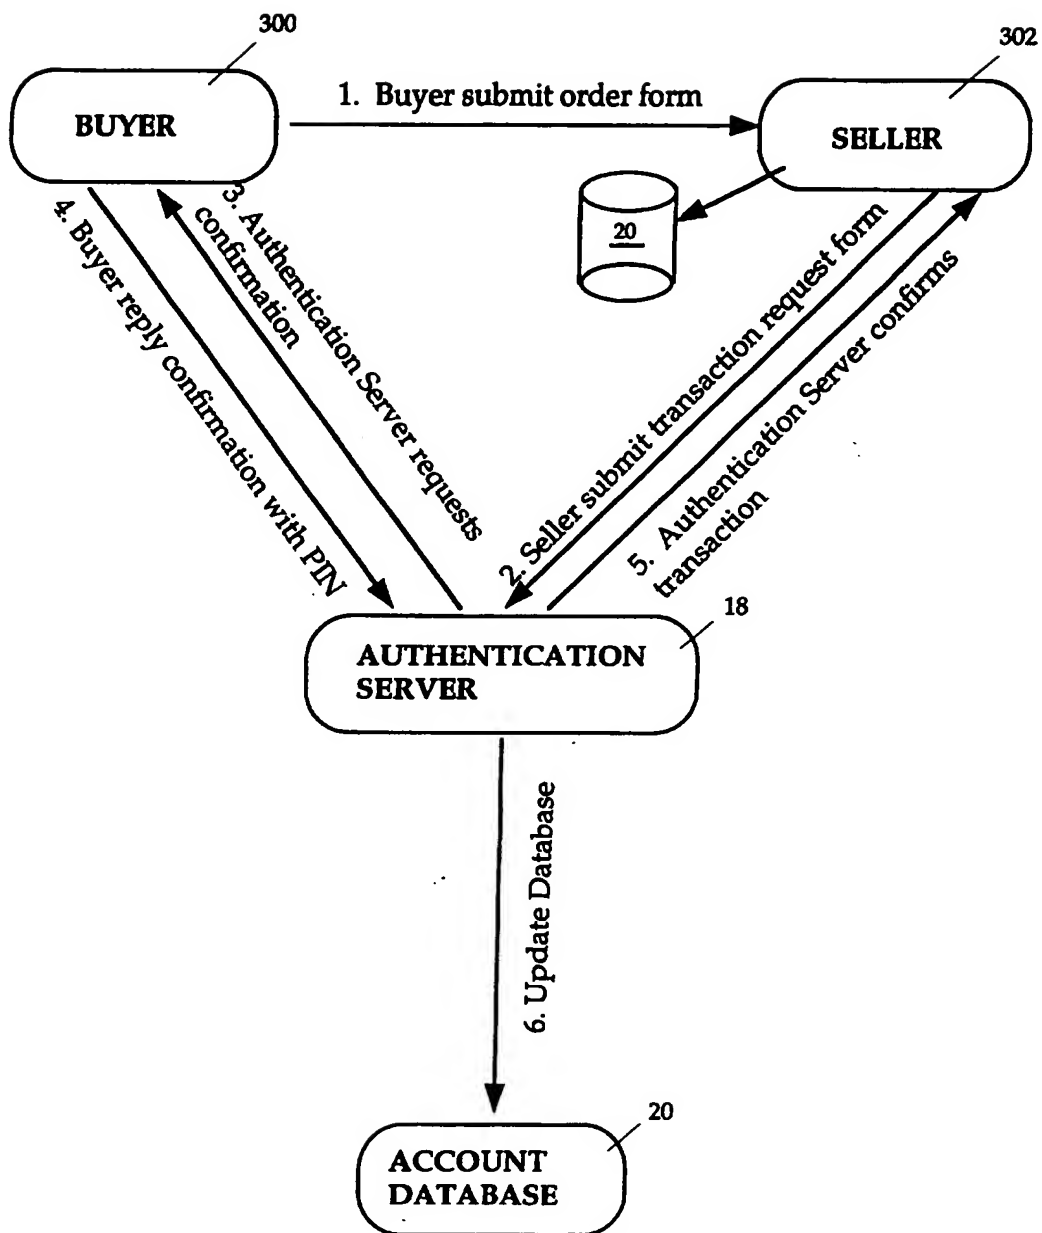 300
302
1. Buyer submit order form
BUYER
SELLER
20
3. Authentication Server requests
confirmation
4. Buyer reply confirmation with PIN
2. Seller submit transaction request form
5. Authentication Server confirms
transaction
18
AUTHENTICATION
SERVER
6. Update Database
20
ACCOUNT
DATABASE